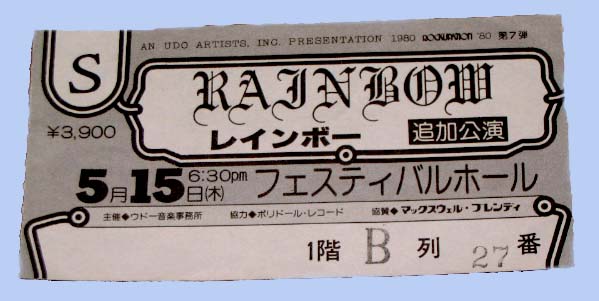 S
AN UDO ARTISTS, INC. PRESENTATION 1980 ROCKUPATION '80 第7弾
RAINBOW
¥3,900
レインボー 追加公演
5月15日(木) 6:30pm フェスティバルホール
主催◆ウドー音楽事務所 協力◆ポリドール・レコード 協賛◆マックスウェル・ブレンディ
1階 B 列 27 番